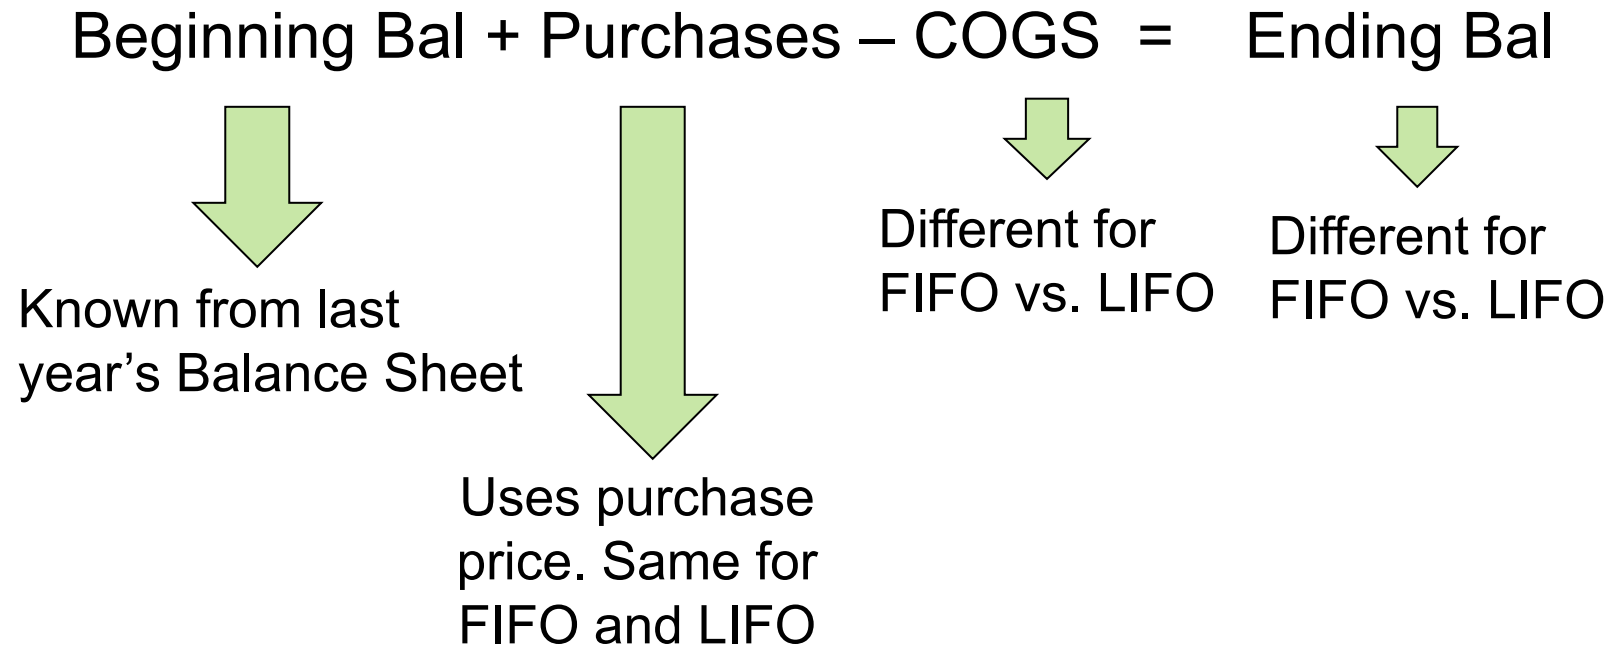 Beginning Bal + Purchases – COGS = Ending Bal
Known from last
year’s Balance Sheet
Uses purchase
price. Same for
FIFO and LIFO
Different for
FIFO vs. LIFO
Different for
FIFO vs. LIFO